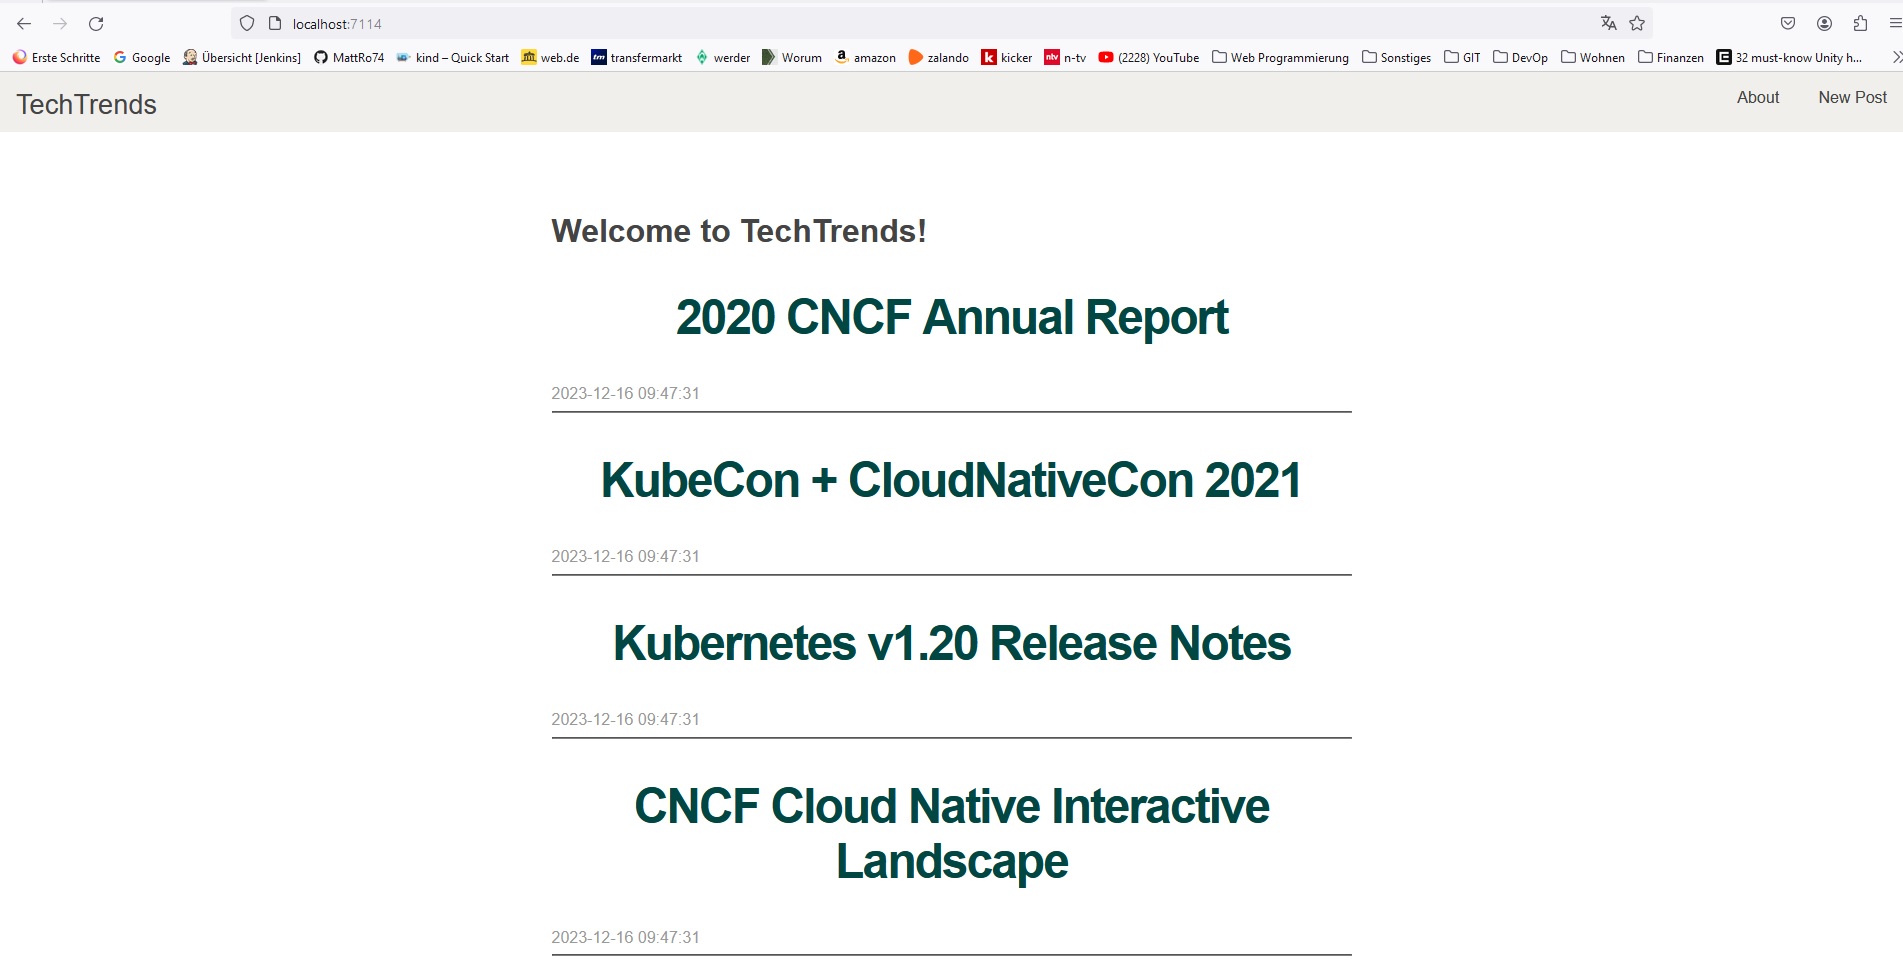 localhost:7114
Erste Schritte Google Übersicht [Jenkins] MattRo74 kind – Quick Start web.de tm transfermarkt werder Worum a amazon zalando k kicker ntv n-tv (2228) YouTube Web Programmierung Sonstiges GIT DevOp Wohnen Finanzen 32 must-know Unity h...
TechTrends About New Post
Welcome to TechTrends!
2020 CNCF Annual Report
2023-12-16 09:47:31
KubeCon + CloudNativeCon 2021
2023-12-16 09:47:31
Kubernetes v1.20 Release Notes
2023-12-16 09:47:31
CNCF Cloud Native Interactive
Landscape
2023-12-16 09:47:31